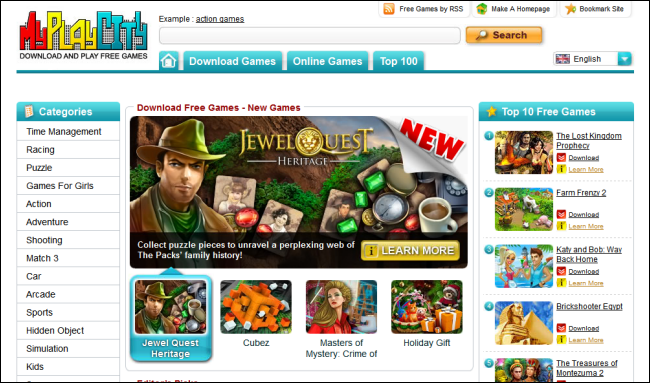 Free Games by RSS
Make A Homepage
Bookmark Site
MyPlayCity
DOWNLOAD AND PLAY FREE GAMES
Example : action games
Search
Download Games
Online Games
Top 100
English
Categories
Time Management
Racing
Puzzle
Games For Girls
Action
Adventure
Shooting
Match 3
Car
Arcade
Sports
Hidden Object
Simulation
Kids
Download Free Games - New Games
JEWEL QUEST
HERITAGE
NEW
Collect puzzle pieces to unravel a perplexing web of
The Packs' family history!
LEARN MORE
Jewel Quest
Heritage
Cubez
Masters of
Mystery: Crime of
Holiday Gift
Editor's Picks
Top 10 Free Games
1
The Lost Kingdom
Prophecy
Download
Learn More
2
Farm Frenzy 2
Download
Learn More
3
Katy and Bob: Way
Back Home
Download
Learn More
4
Brickshooter Egypt
Download
Learn More
5
The Treasures of
Montezuma 2